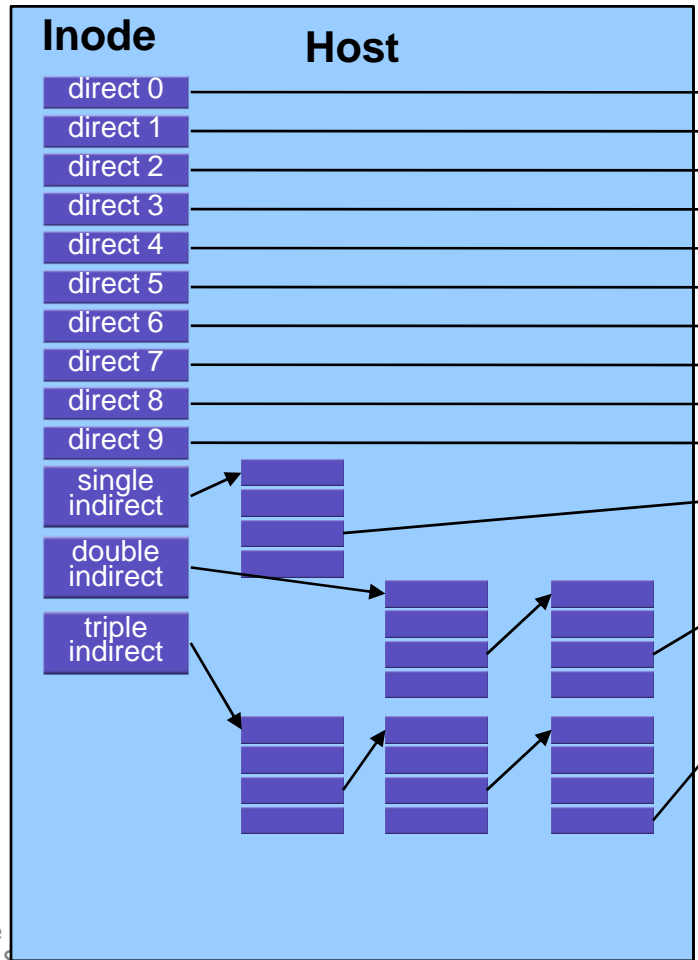 Inode
Host
direct 0
direct 1
direct 2
direct 3
direct 4
direct 5
direct 6
direct 7
direct 8
direct 9
single
indirect
double
indirect
triple
indirect